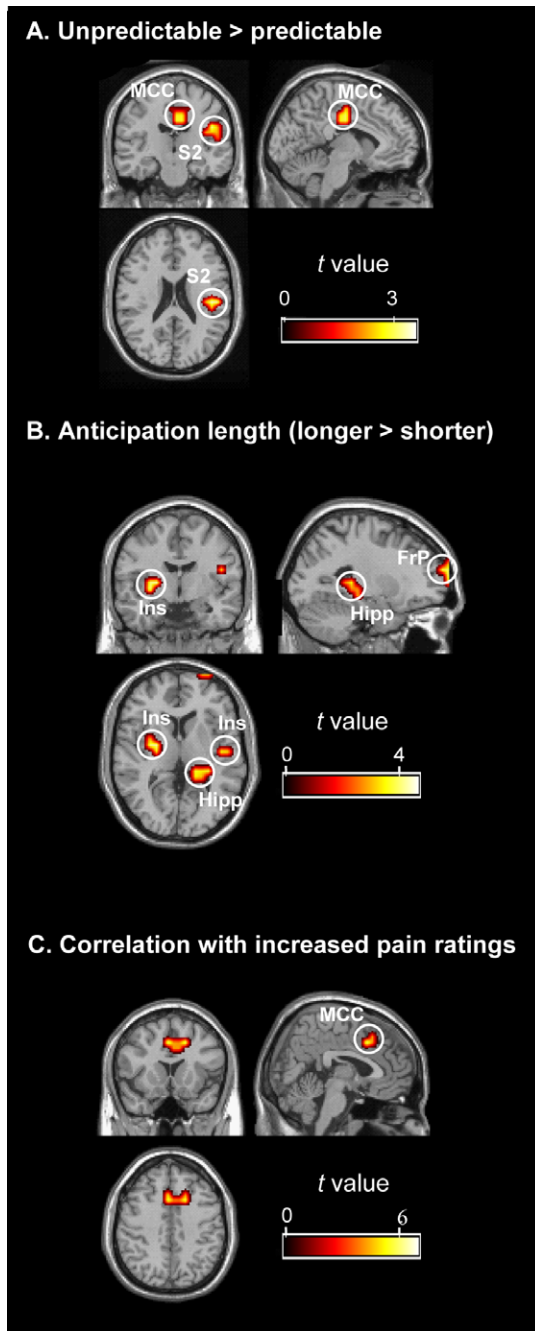 A. Unpredictable > predictable
MCC
MCC
S2
S2
t value
0 3
B. Anticipation length (longer > shorter)
FrP
Ins
Hipp
Ins
Ins
Hipp
t value
0 4
C. Correlation with increased pain ratings
MCC
t value
0 6